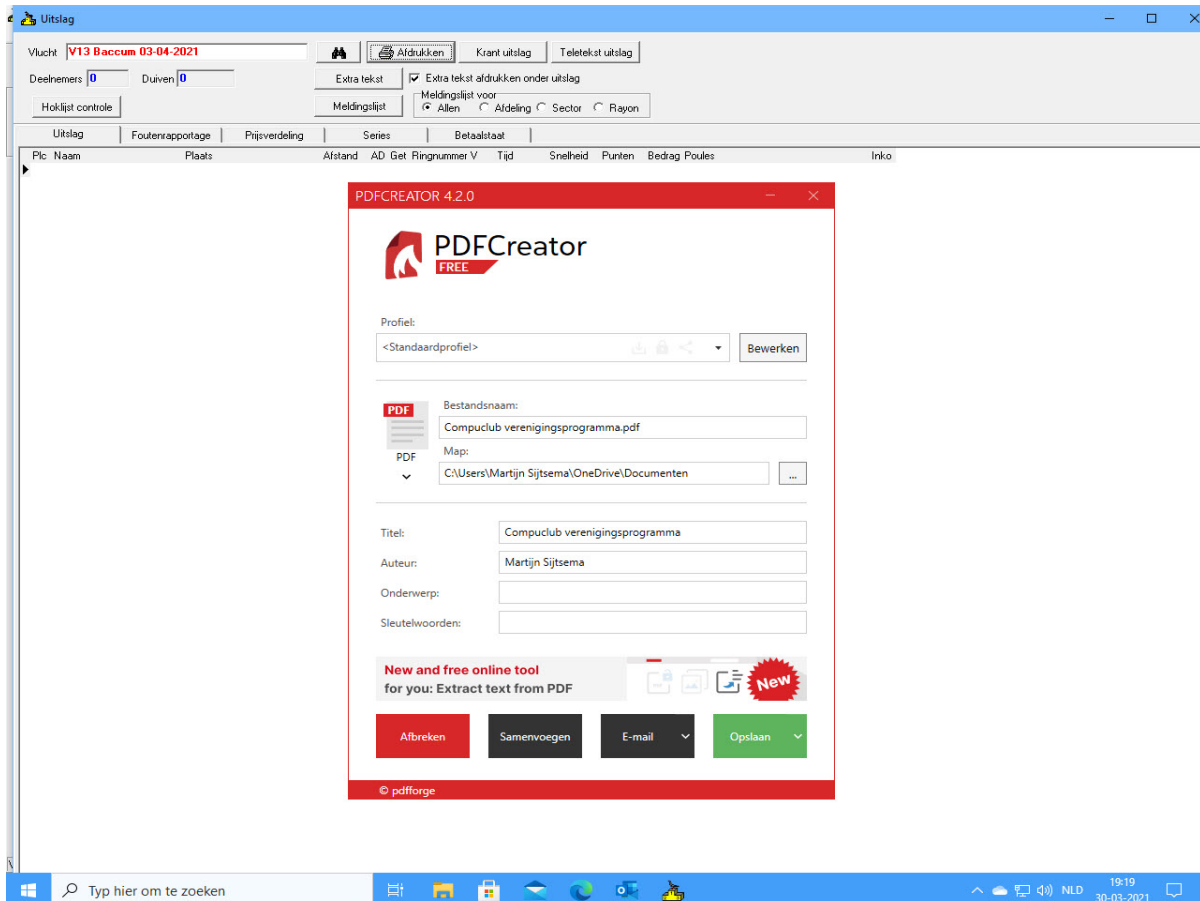 Uitslag
Vlucht V13 Baccum 03-04-2021 Afdrukken Krant uitslag Teletekst uitslag
Deelnemers 0 Duiven 0 Extra tekst Extra tekst afdrukken onder uitslag
Hoklijst controle Meldingslijst Meldingslijst voor
Allen Afdeling Sector Rayon
Uitslag Foutenrapportage Prijsverdeling Series Betaalstaat
Plc Naam Plaats Afstand AD Get Ringnummer V Tijd Snelheid Punten Bedrag Poules Inko
PDFCREATOR 4.2.0
PDFCreator
FREE
Profiel:
<Standaardprofiel> Bewerken
PDF
Bestandsnaam:
Compuclub verenigingsprogramma.pdf
Map:
PDF
C:\Users\Martijn Sijtsema\OneDrive\Documenten ...
Titel: Compuclub verenigingsprogramma
Auteur: Martijn Sijtsema
Onderwerp:
Sleutelwoorden:
New and free online tool
for you: Extract text from PDF
New
Afbreken Samenvoegen E-mail Opslaan
© pdfforge
Typ hier om te zoeken NLD 19:19
30-03-2021